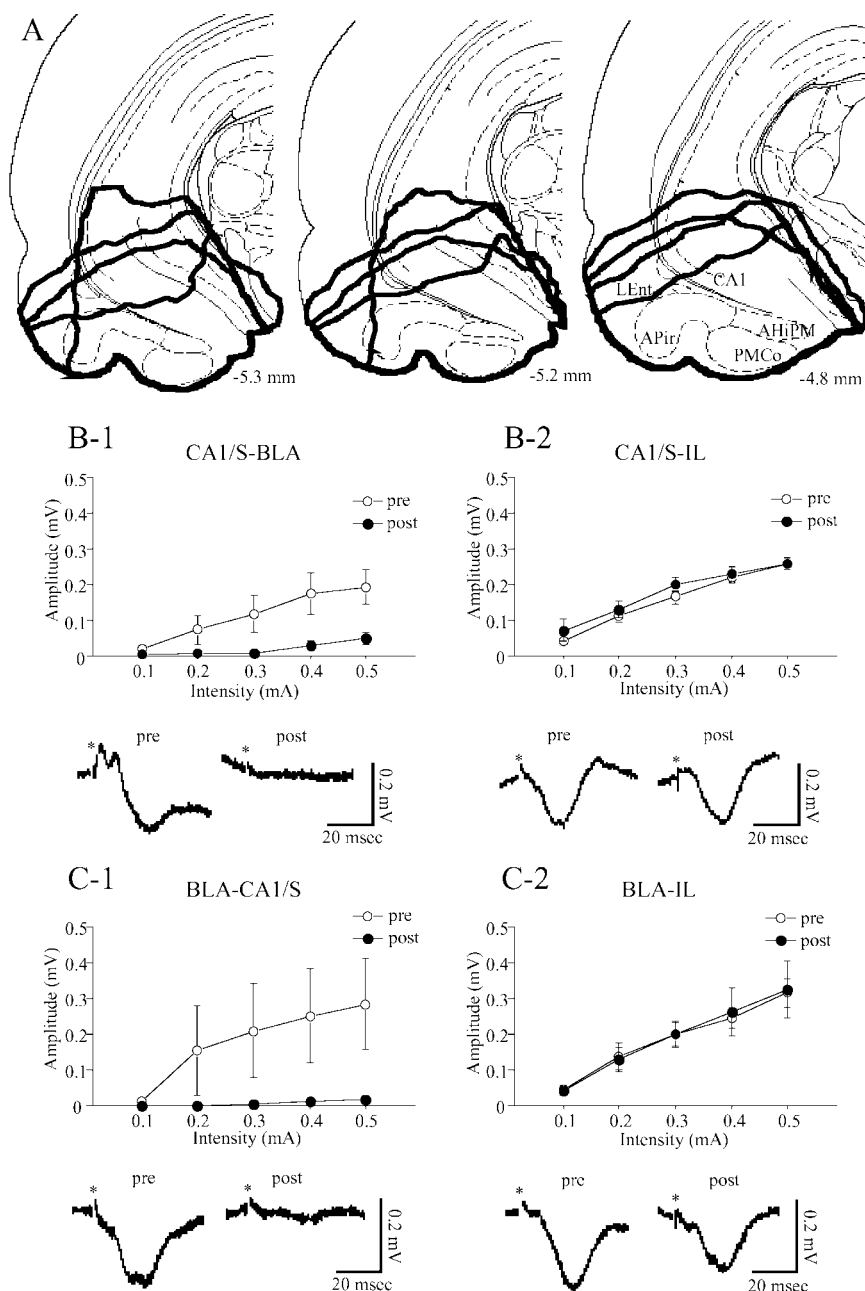 A
-5.3 mm
-5.2 mm
LEnt
CA1
APir
AHiPM
PMCo
-4.8 mm
B-1
CA1/S-BLA
pre
post
Amplitude (mV)
0.5
0.4
0.3
0.2
0.1
0
0.1 0.2 0.3 0.4 0.5
Intensity (mA)
* pre
* post
0.2 mV
20 msec
B-2
CA1/S-IL
pre
post
Amplitude (mV)
0.5
0.4
0.3
0.2
0.1
0
0.1 0.2 0.3 0.4 0.5
Intensity (mA)
* pre
* post
0.2 mV
20 msec
C-1
BLA-CA1/S
pre
post
Amplitude (mV)
0.5
0.4
0.3
0.2
0.1
0
0.1 0.2 0.3 0.4 0.5
Intensity (mA)
* pre
* post
0.2 mV
20 msec
C-2
BLA-IL
pre
post
Amplitude (mV)
0.5
0.4
0.3
0.2
0.1
0
0.1 0.2 0.3 0.4 0.5
Intensity (mA)
* pre
* post
0.2 mV
20 msec